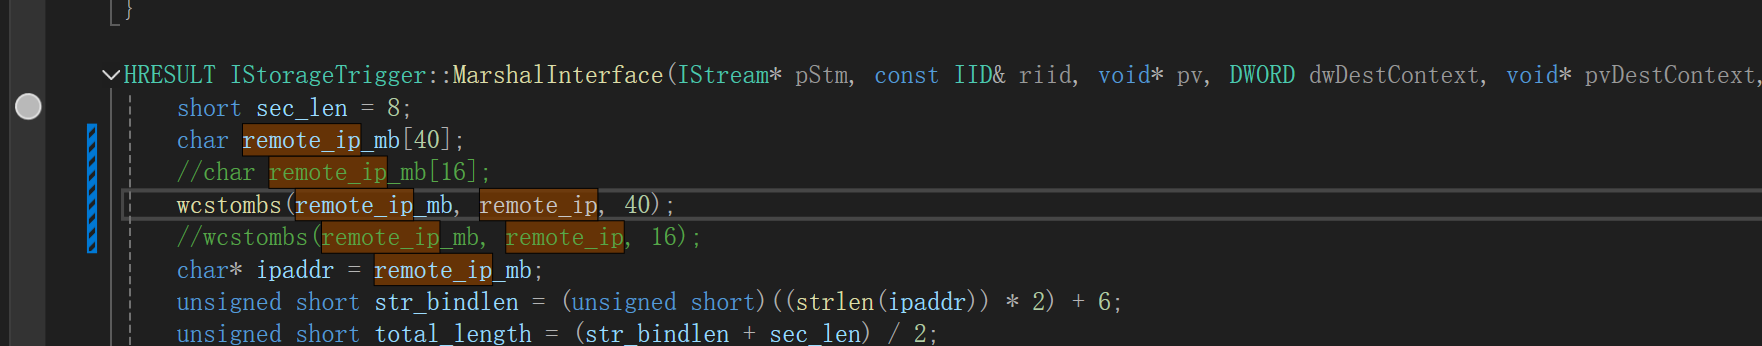 }
HRESULT IStorageTrigger::MarshalInterface(IStream* pStm, const IID& riid, void* pv, DWORD dwDestContext, void* pvDestContext,
short sec_len = 8;
char remote_ip_mb[40];
//char remote_ip_mb[16];
wcstombs(remote_ip_mb, remote_ip, 40);
//wcstombs(remote_ip_mb, remote_ip, 16);
char* ipaddr = remote_ip_mb;
unsigned short str_bindlen = (unsigned short)((strlen(ipaddr)) * 2) + 6;
unsigned short total_length = (str_bindlen + sec_len) / 2;